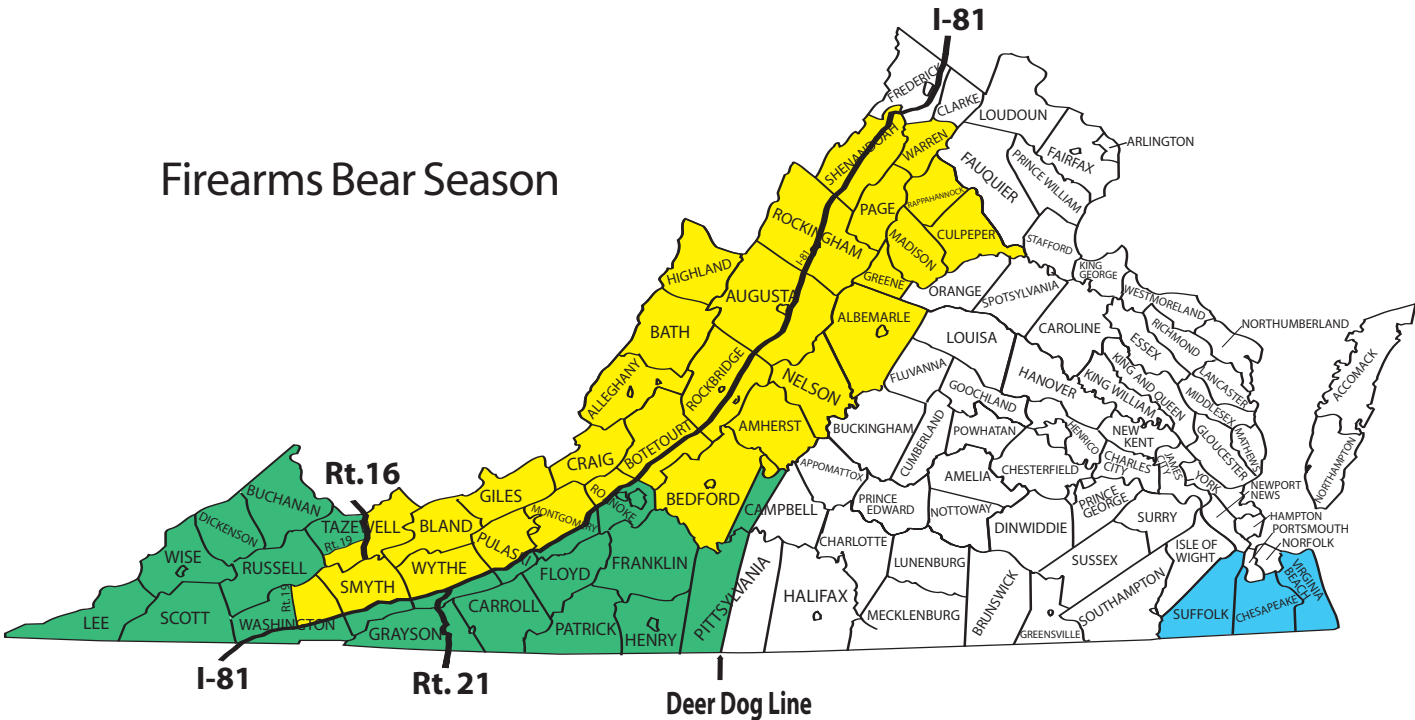 I-81
Firearms Bear Season
FREDERICK
CLARKE
LOUDOUN
ARLINGTON
FAIRFAX
SHENANDOAH
WARREN
FAUQUIER
PRINCE WILLIAM
RAPPAHANNOCK
PAGE
ROCKINGHAM
MADISON
CULPEPER
STAFFORD
I-81
HIGHLAND
GREENE
KING
GEORGE
AUGUSTA
ORANGE
SPOTSYLVANIA
WESTMORELAND
ALBEMARLE
BATH
LOUISA
CAROLINE
RICHMOND
NORTHUMBERLAND
ESSEX
ALLEGHANY
ROCKBRIDGE
NELSON
FLUVANNA
GOOCHLAND
HANOVER
KING AND QUEEN
KING WILLIAM
LANCASTER
MIDDLESEX
ACCOMACK
AMHERST
BUCKINGHAM
CUMBERLAND
POWHATAN
HENRICO
NEW
KENT
GLOUCESTER
MATHEWS
BOTETOURT
CRAIG
APPOMATTOX
AMELIA
CHESTERFIELD
CHARLES
CITY
JAMES
CITY
YORK
NORTHAMPTON
Rt.16
BUCHANAN
GILES
ROANOKE
BEDFORD
CAMPBELL
PRINCE
EDWARD
NOTTOWAY
PRINCE
GEORGE
SURRY
NEWPORT
NEWS
HAMPTON
PORTSMOUTH
NORFOLK
DICKENSON
TAZEWELL
Rt. 19
BLAND
MONTGOMERY
PULASKI
CHARLOTTE
DINWIDDIE
ISLE OF
WIGHT
WISE
RUSSELL
WYTHE
FLOYD
FRANKLIN
LUNENBURG
SUSSEX
VIRGINIA
BEACH
SMYTH
Rt. 19
CARROLL
PITTSYLVANIA
HALIFAX
MECKLENBURG
BRUNSWICK
SOUTHAMPTON
SUFFOLK
CHESAPEAKE
LEE
SCOTT
WASHINGTON
GRAYSON
PATRICK
HENRY
GREENSVILLE
I-81
Rt. 21
Deer Dog Line